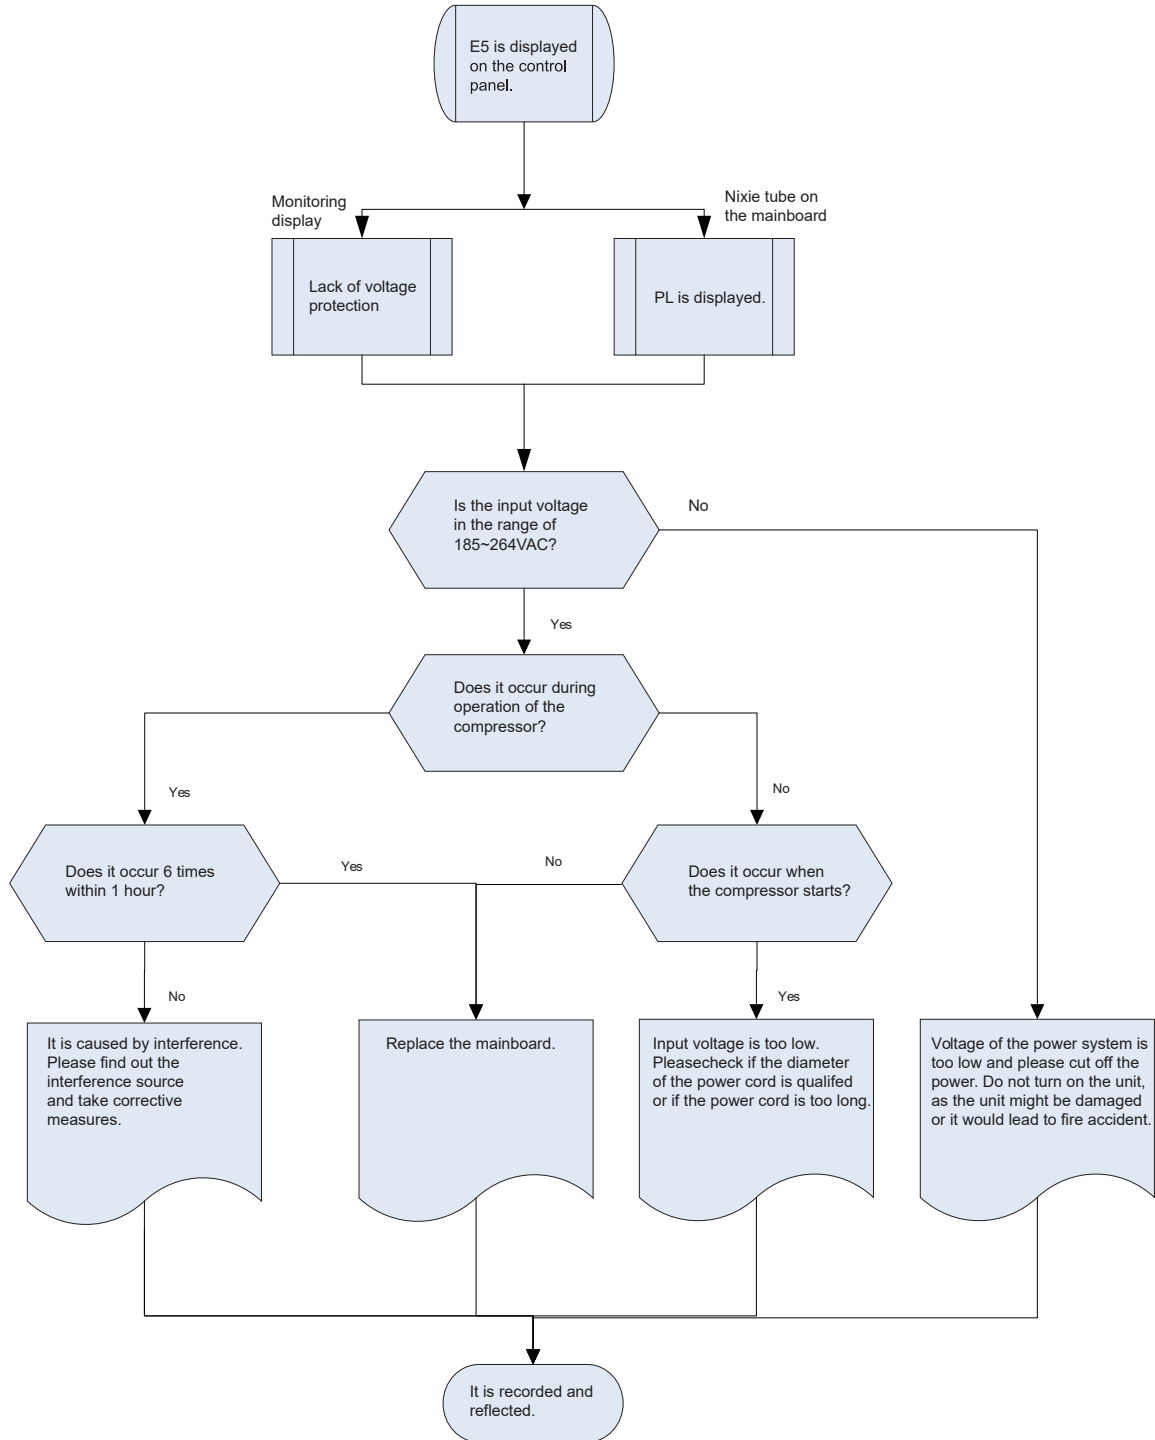 E5 is displayed
on the control
panel.
Monitoring
display
Nixie tube on
the mainboard
Lack of voltage
protection
PL is displayed.
Is the input voltage
in the range of
185~264VAC?
No
Yes
Does it occur during
operation of the
compressor?
Yes
No
Does it occur 6 times
within 1 hour?
Yes
No
Does it occur when
the compressor starts?
No
Yes
It is caused by interference.
Please find out the
interference source
and take corrective
measures.
Replace the mainboard.
Input voltage is too low.
Pleasecheck if the diameter
of the power cord is qualifed
or if the power cord is too long.
Voltage of the power system is
too low and please cut off the
power. Do not turn on the unit,
as the unit might be damaged
or it would lead to fire accident.
It is recorded and
reflected.